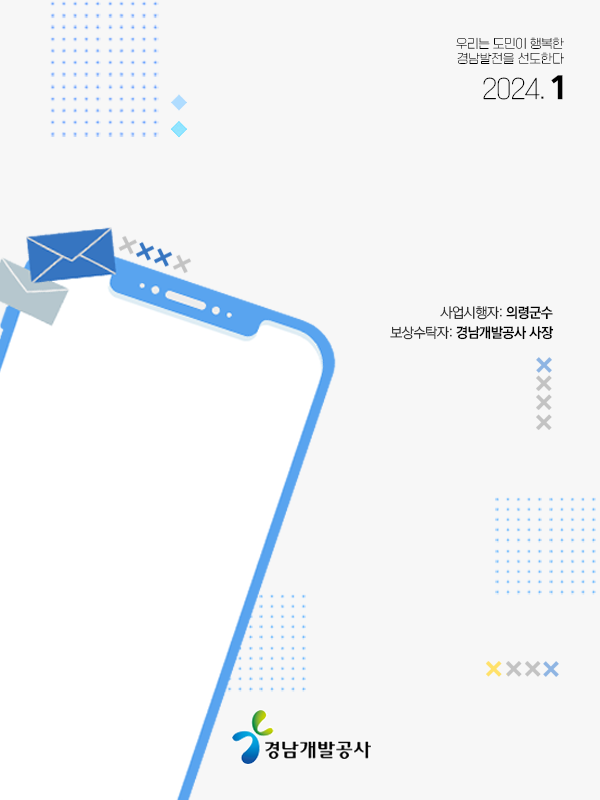 우리는 도민이 행복한
경남발전을 선도한다
2024. 1
사업시행자: 의령군수
보상수탁자: 경남개발공사 사장
경남개발공사